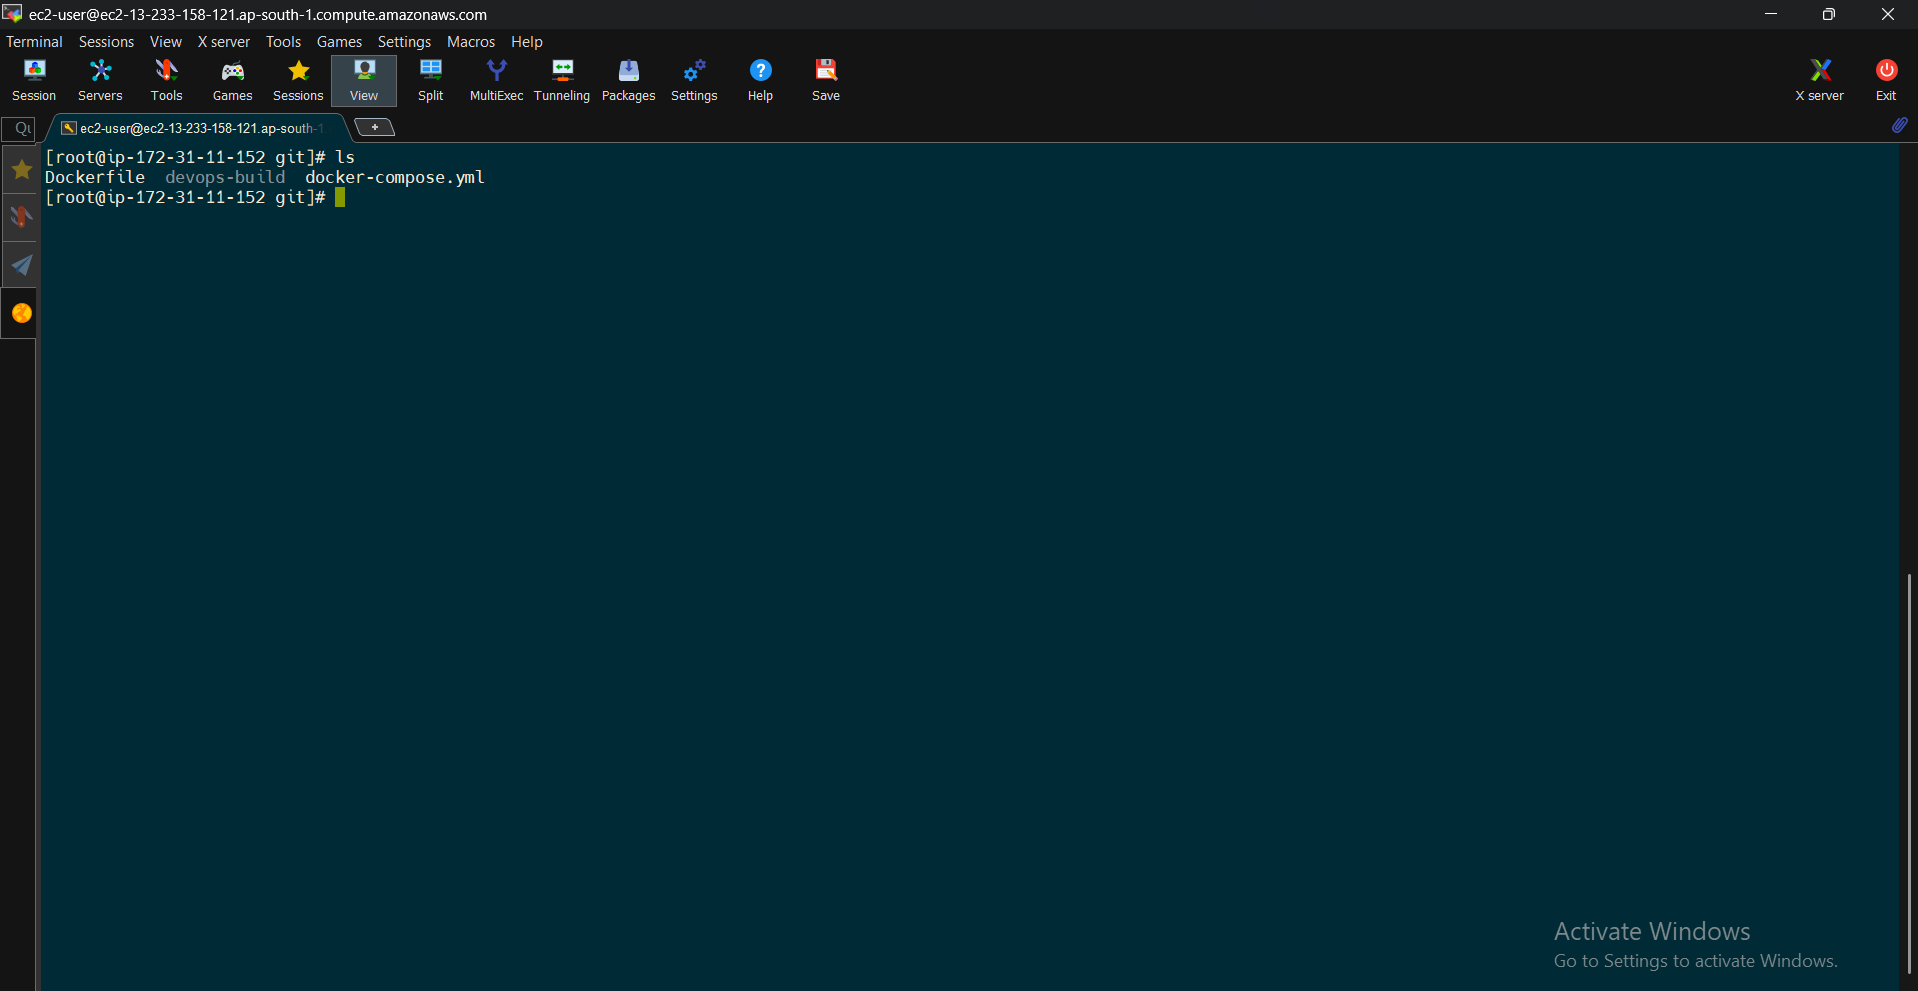 ec2-user@ec2-13-233-158-121.ap-south-1.compute.amazonaws.com
Terminal Sessions View X server Tools Games Settings Macros Help
Session Servers Tools Games Sessions View Split MultiExec Tunneling Packages Settings Help Save X server Exit
ec2-user@ec2-13-233-158-121.ap-south-1
[root@ip-172-31-11-152 git]# ls
Dockerfile devops-build docker-compose.yml
[root@ip-172-31-11-152 git]#
Activate Windows
Go to Settings to activate Windows.